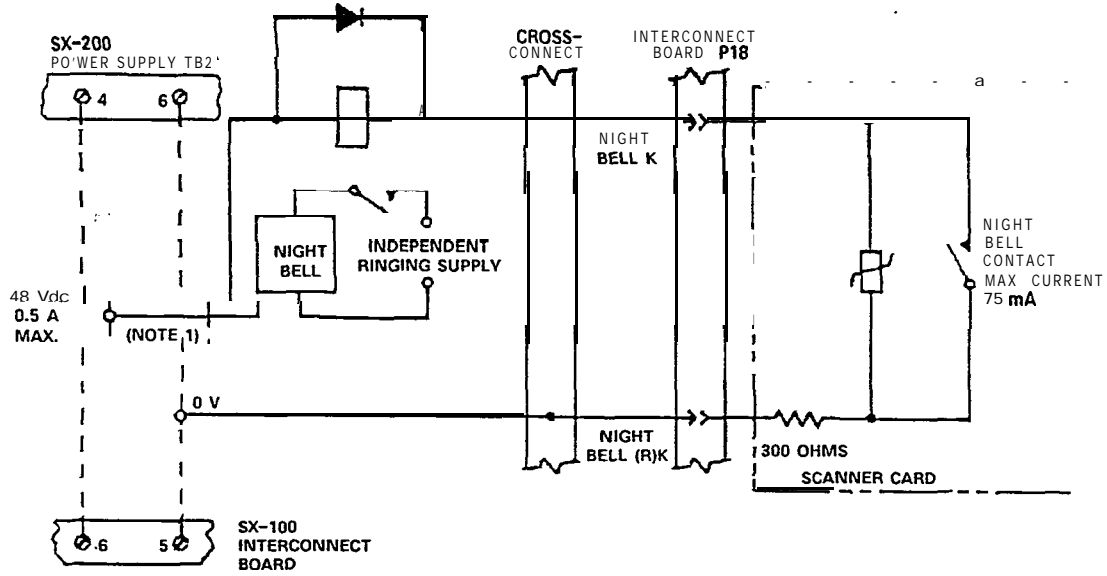 SX-200
PO'WER SUPPLY TB2'
4 6
CROSS-
CONNECT
INTERCONNECT
BOARD P18
a
NIGHT
BELL K
NIGHT
BELL
INDEPENDENT
RINGING SUPPLY
NIGHT
BELL
CONTACT
MAX CURRENT
75 mA
48 Vdc
0.5 A
MAX.
(NOTE 1)
0 V
NIGHT
BELL (R)K
300 OHMS
SCANNER CARD
.6 5
SX-100
INTERCONNECT
BOARD